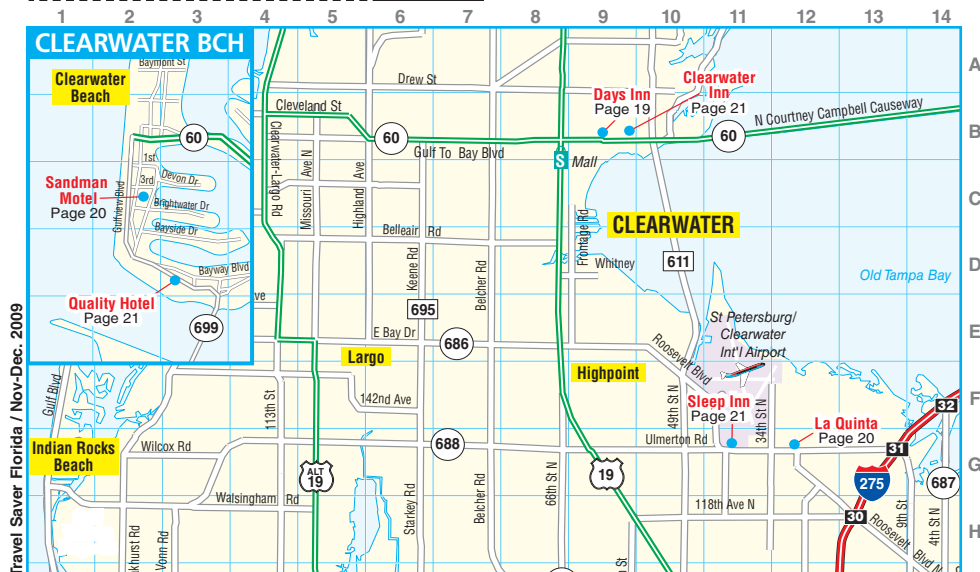 1 2 3 4 5 6 7 8 9 10 11 12 13 14
CLEARWATER BCH
A
B
C
D
E
F
G
H
Baymont St
Clearwater
Beach
60
1st
Devon Dr
3rd
Sandman
Motel
Page 20
Brightwater Dr
Gulfview Blvd
Bayside Dr
Bayway Blvd
Quality Hotel
Page 21
699
Drew St
Cleveland St
Days Inn
Page 19
Clearwater
Inn
Page 21
N Courtney Campbell Causeway
60
60
Gulf To Bay Blvd
S Mall
Clearwater-Largo Rd
Missouri Ave N
Highland Ave
CLEARWATER
Frontage Rd
Belleair Rd
Whitney
611
Old Tampa Bay
Keene Rd
Belcher Rd
ve
695
St Petersburg/
Clearwater
Int'l Airport
E Bay Dr
686
Largo
Roosevelt Blvd
Highpoint
Gulf Blvd
113th St
142nd Ave
49th St N
Sleep Inn
Page 21
34th St N
32
Indian Rocks
Beach
Wilcox Rd
688
Ulmerton Rd
La Quinta
Page 20
31
ALT
19
19
275
687
Walsingham Rd
Starkey Rd
Belcher Rd
66th St N
118th Ave N
30
9th St N
4th St N
Roosevelt Blvd N
khurst Rd
Vonn Rd
p St
Travel Saver Florida / Nov-Dec. 2009